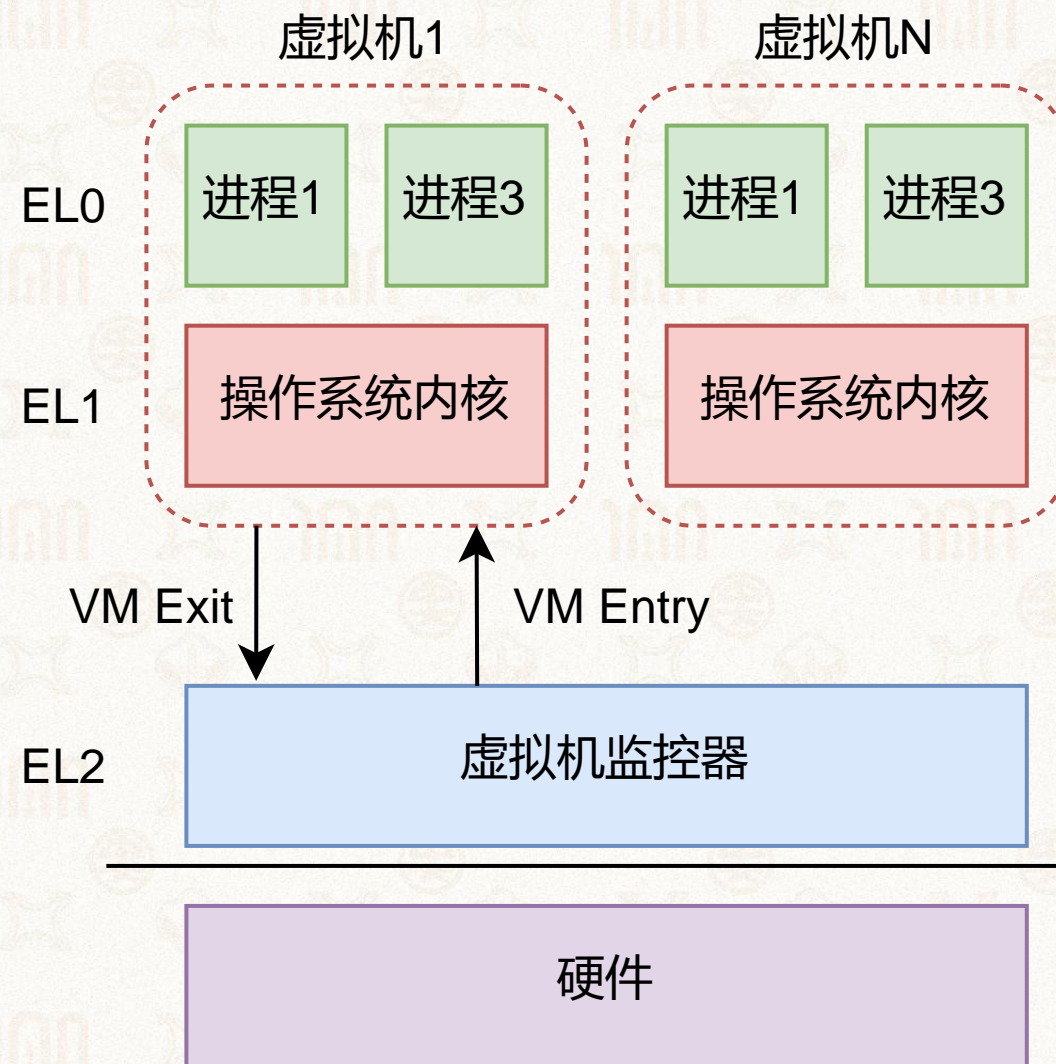 虚拟机1
虚拟机N
EL0
进程1
进程3
进程1
进程3
EL1
操作系统内核
操作系统内核
VM Exit
VM Entry
EL2
虚拟机监控器
硬件